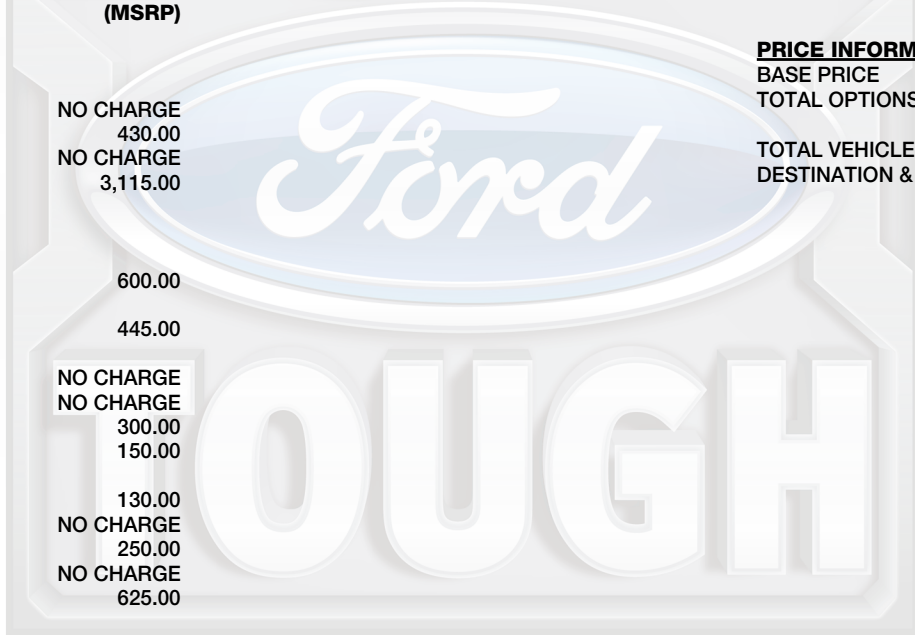 (MSRP)
NO CHARGE
430.00
NO CHARGE
3,115.00
600.00
445.00
NO CHARGE
NO CHARGE
300.00
150.00
130.00
NO CHARGE
250.00
NO CHARGE
625.00
PRICE INFORM
BASE PRICE
TOTAL OPTIONS
TOTAL VEHICLE
DESTINATION &
Ford
TOUGH